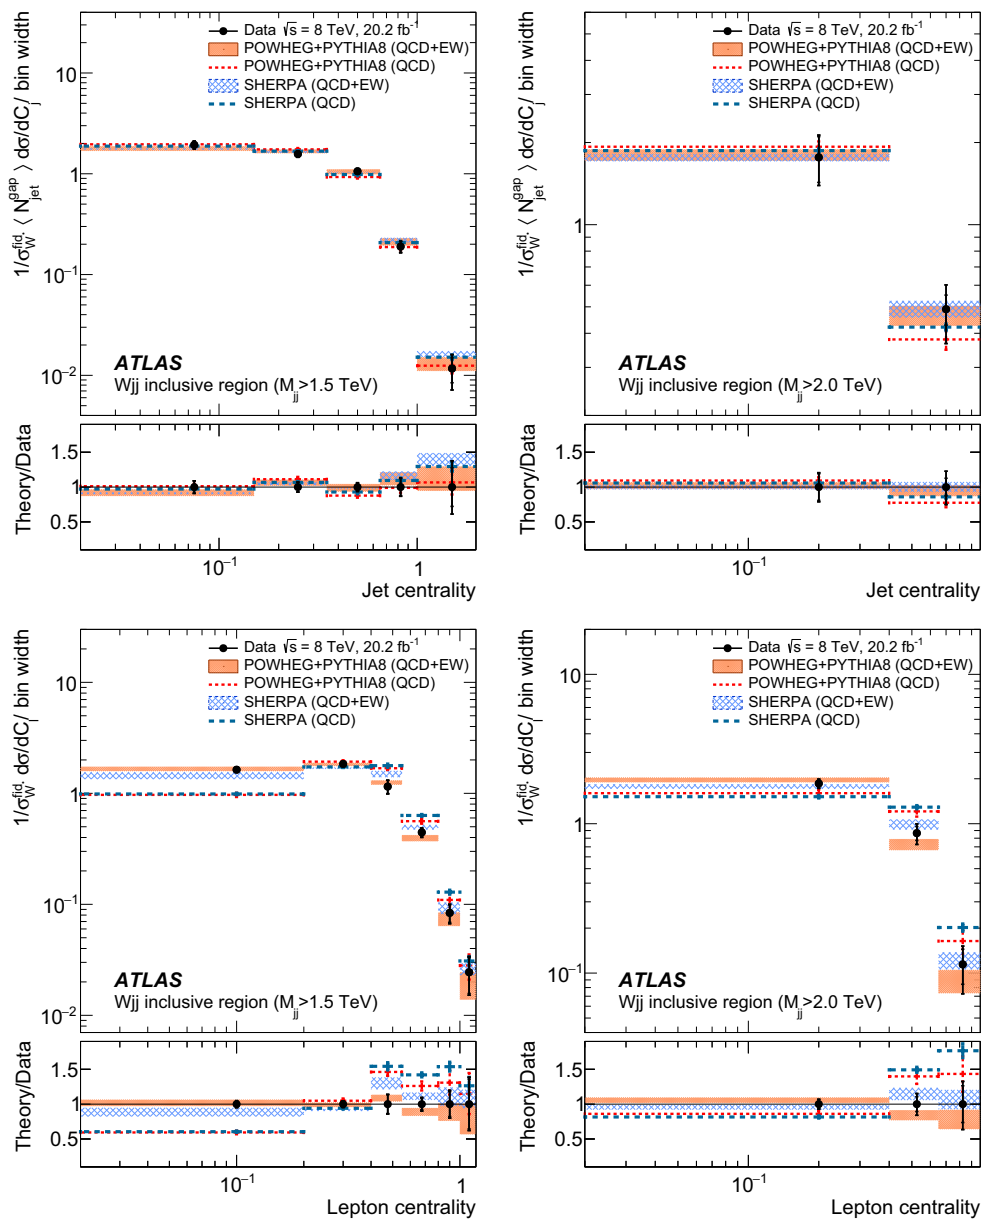 1/σ_W^fid. ⟨ N_jet^gap ⟩ dσ/dC_j / bin width
10
1
10⁻¹
10⁻²
Data √s = 8 TeV, 20.2 fb⁻¹
POWHEG+PYTHIA8 (QCD+EW)
POWHEG+PYTHIA8 (QCD)
SHERPA (QCD+EW)
SHERPA (QCD)
ATLAS
Wjj inclusive region (M_jj>1.5 TeV)
Theory/Data
1.5
1
0.5
10⁻¹ 1
Jet centrality
1/σ_W^fid. ⟨ N_jet^gap ⟩ dσ/dC_j / bin width
1
Data √s = 8 TeV, 20.2 fb⁻¹
POWHEG+PYTHIA8 (QCD+EW)
POWHEG+PYTHIA8 (QCD)
SHERPA (QCD+EW)
SHERPA (QCD)
ATLAS
Wjj inclusive region (M_jj>2.0 TeV)
Theory/Data
1.5
1
0.5
10⁻¹
Jet centrality
1/σ_W^fid. dσ/dC_l / bin width
10
1
10⁻¹
10⁻²
Data √s = 8 TeV, 20.2 fb⁻¹
POWHEG+PYTHIA8 (QCD+EW)
POWHEG+PYTHIA8 (QCD)
SHERPA (QCD+EW)
SHERPA (QCD)
ATLAS
Wjj inclusive region (M_jj>1.5 TeV)
Theory/Data
1.5
1
0.5
10⁻¹ 1
Lepton centrality
1/σ_W^fid. dσ/dC_l / bin width
10
1
10⁻¹
Data √s = 8 TeV, 20.2 fb⁻¹
POWHEG+PYTHIA8 (QCD+EW)
POWHEG+PYTHIA8 (QCD)
SHERPA (QCD+EW)
SHERPA (QCD)
ATLAS
Wjj inclusive region (M_jj>2.0 TeV)
Theory/Data
1.5
1
0.5
10⁻¹
Lepton centrality